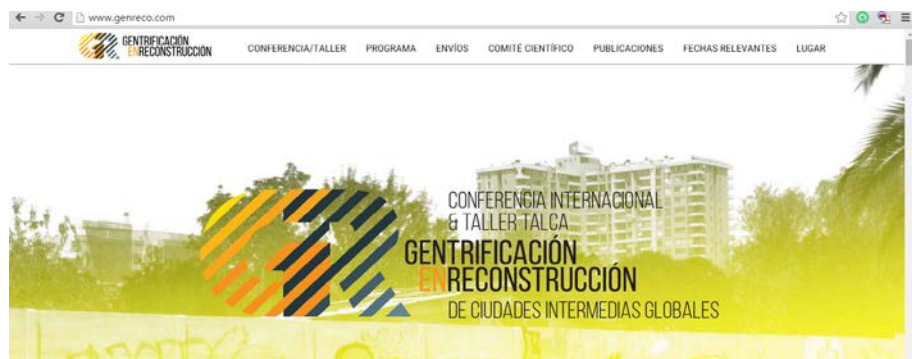 www.genreco.com
GENTRIFICACIÓN
ENRECONSTRUCCIÓN
CONFERENCIA/TALLER PROGRAMA ENVÍOS COMITÉ CIENTÍFICO PUBLICACIONES FECHAS RELEVANTES LUGAR
CONFERENCIA INTERNACIONAL
& TALLER TALCA
GENTRIFICACIÓN
ENRECONSTRUCCIÓN
DE CIUDADES INTERMEDIAS GLOBALES